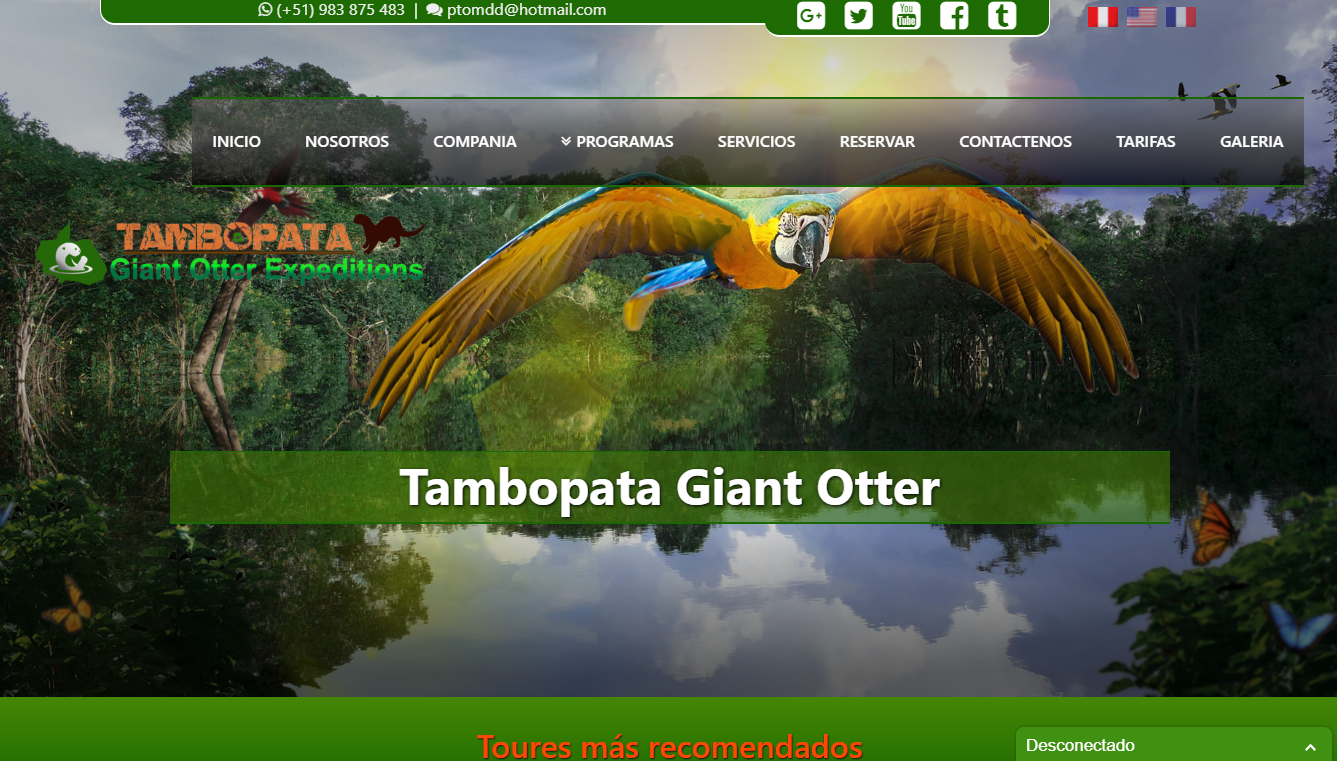 (+51) 983 875 483 | ptomdd@hotmail.com
G+ You Tube t
INICIO NOSOTROS COMPANIA PROGRAMAS SERVICIOS RESERVAR CONTACTENOS TARIFAS GALERIA
TAMBOPATA
Giant Otter Expeditions
Tambopata Giant Otter
Toures más recomendados
Desconectado